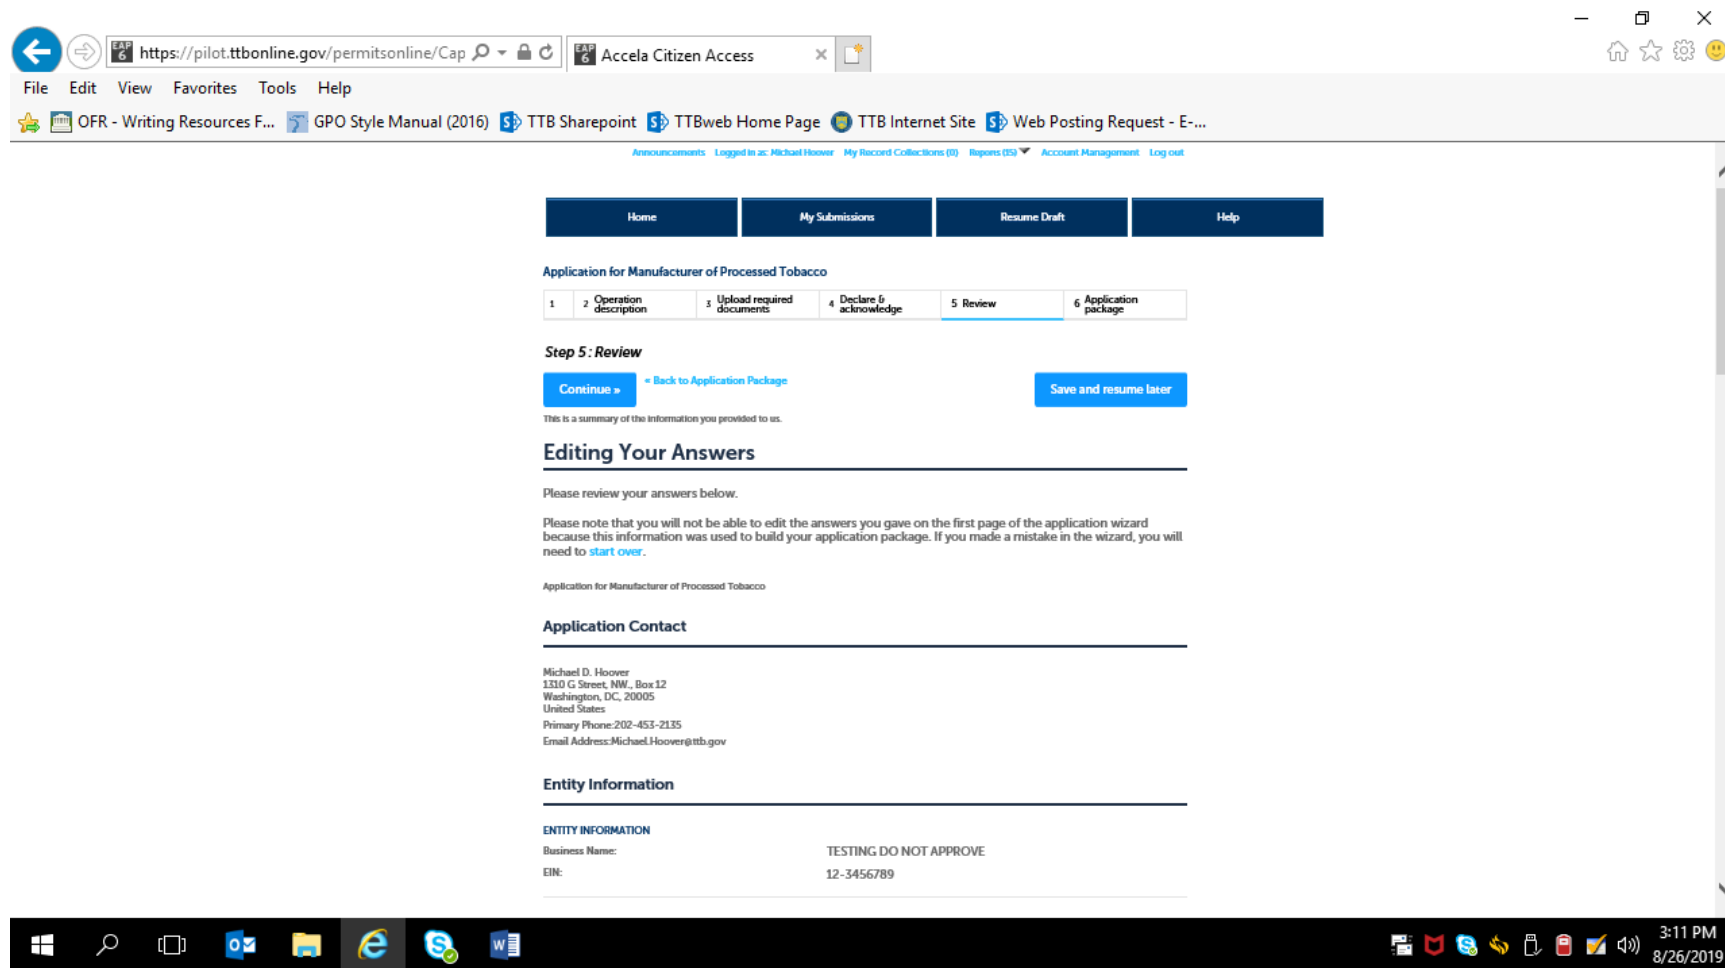 EAP 6 https://pilot.ttbonline.gov/permitsonline/Cap EAP 6 Accela Citizen Access
File Edit View Favorites Tools Help
OFR - Writing Resources F... GPO Style Manual (2016) TTB Sharepoint TTBweb Home Page TTB Internet Site Web Posting Request - E-...
Announcements Logged in as: Michael Hoover My Record Collections (0) Reports (15) Account Management Log out
Home My Submissions Resume Draft Help
Application for Manufacturer of Processed Tobacco
1 2 Operation description 3 Upload required documents 4 Declare & acknowledge 5 Review 6 Application package
Step 5 : Review
Continue » « Back to Application Package Save and resume later
This is a summary of the information you provided to us.
Editing Your Answers
Please review your answers below.
Please note that you will not be able to edit the answers you gave on the first page of the application wizard
because this information was used to build your application package. If you made a mistake in the wizard, you will
need to start over.
Application for Manufacturer of Processed Tobacco
Application Contact
Michael D. Hoover
1310 G Street, NW., Box 12
Washington, DC, 20005
United States
Primary Phone:202-453-2135
Email Address:Michael.Hoover@ttb.gov
Entity Information
ENTITY INFORMATION
Business Name: TESTING DO NOT APPROVE
EIN: 12-3456789
3:11 PM
8/26/2019